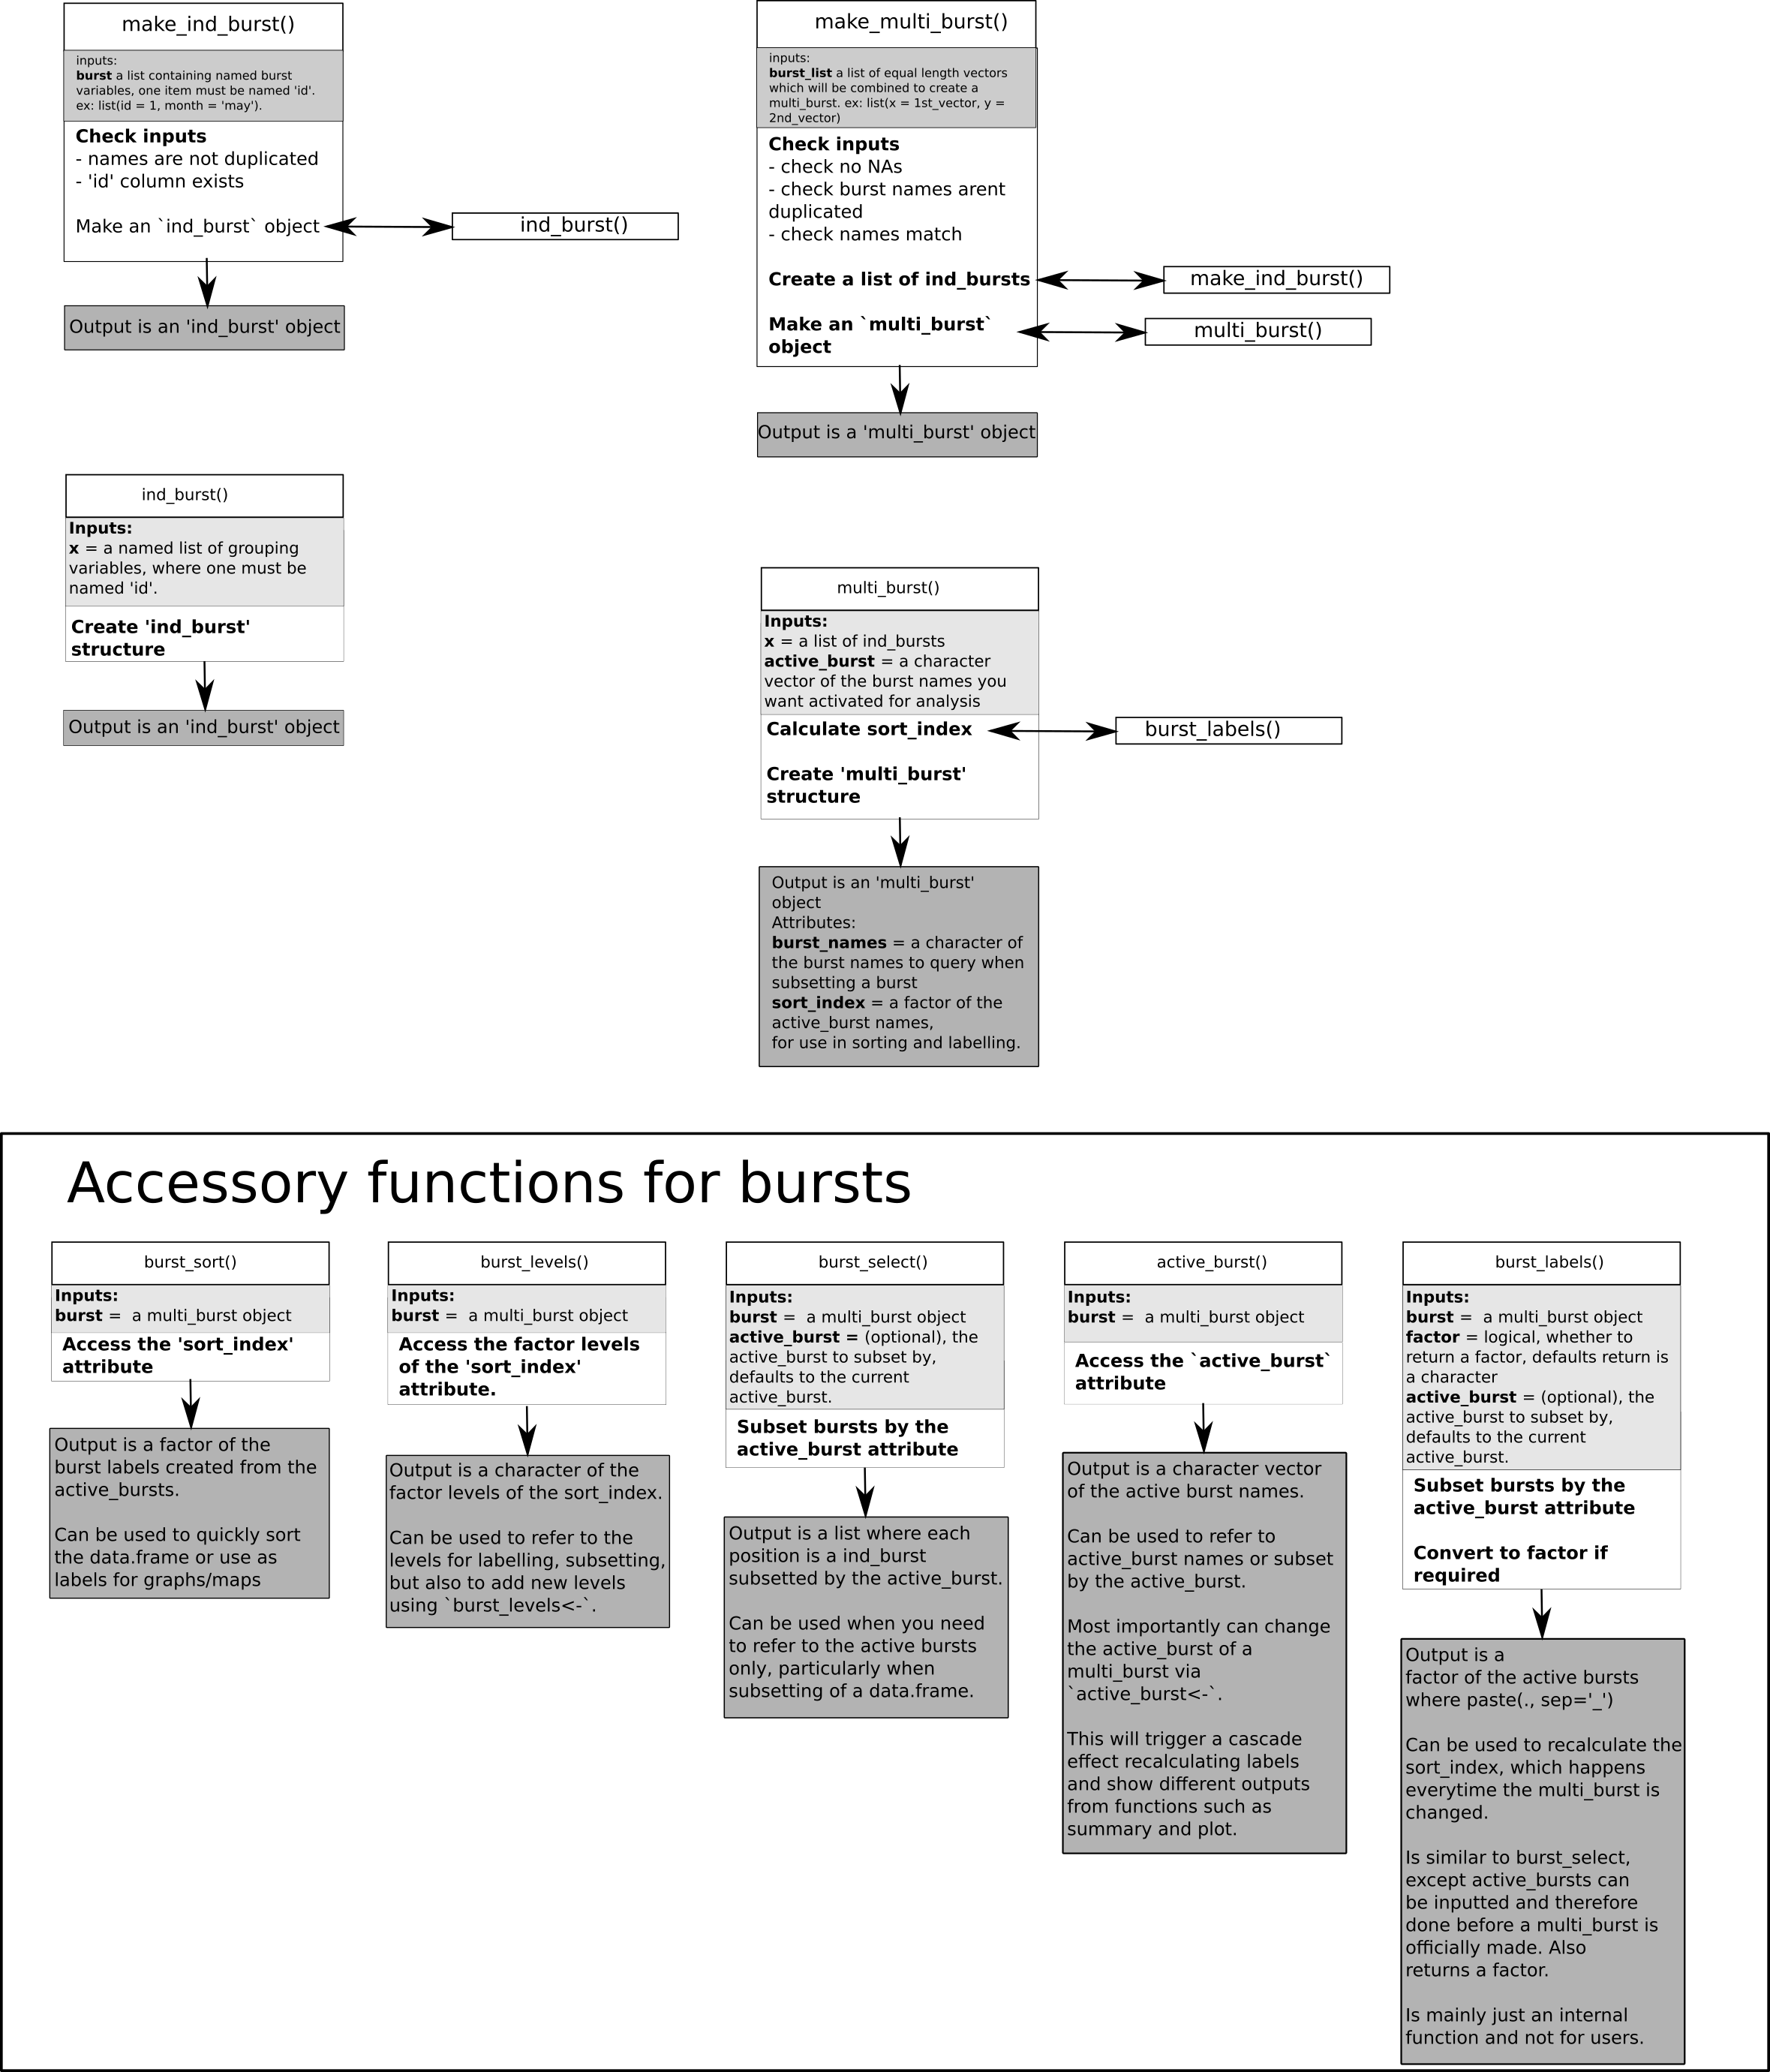 make_ind_burst()
inputs:
burst a list containing named burst
variables, one item must be named 'id'.
ex: list(id = 1, month = 'may').
Check inputs
- names are not duplicated
- 'id' column exists
Make an `ind_burst` object
ind_burst()
Output is an 'ind_burst' object
make_multi_burst()
inputs:
burst_list a list of equal length vectors
which will be combined to create a
multi_burst. ex: list(x = 1st_vector, y =
2nd_vector)
Check inputs
- check no NAs
- check burst names arent
duplicated
- check names match
Create a list of ind_bursts
make_ind_burst()
Make an `multi_burst`
object
multi_burst()
Output is a 'multi_burst' object
ind_burst()
Inputs:
x = a named list of grouping
variables, where one must be
named 'id'.
Create 'ind_burst'
structure
Output is an 'ind_burst' object
multi_burst()
Inputs:
x = a list of ind_bursts
active_burst = a character
vector of the burst names you
want activated for analysis
Calculate sort_index
burst_labels()
Create 'multi_burst'
structure
Output is an 'multi_burst'
object
Attributes:
burst_names = a character of
the burst names to query when
subsetting a burst
sort_index = a factor of the
active_burst names,
for use in sorting and labelling.
Accessory functions for bursts
burst_sort()
Inputs:
burst =  a multi_burst object
Access the 'sort_index'
attribute
Output is a factor of the
burst labels created from the
active_bursts.
Can be used to quickly sort
the data.frame or use as
labels for graphs/maps
burst_levels()
Inputs:
burst =  a multi_burst object
Access the factor levels
of the 'sort_index'
attribute.
Output is a character of the
factor levels of the sort_index.
Can be used to refer to the
levels for labelling, subsetting,
but also to add new levels
using `burst_levels<-`.
burst_select()
Inputs:
burst =  a multi_burst object
active_burst = (optional), the
active_burst to subset by,
defaults to the current
active_burst.
Subset bursts by the
active_burst attribute
Output is a list where each
position is a ind_burst
subsetted by the active_burst.
Can be used when you need
to refer to the active bursts
only, particularly when
subsetting of a data.frame.
active_burst()
Inputs:
burst =  a multi_burst object
Access the `active_burst`
attribute
Output is a character vector
of the active burst names.
Can be used to refer to
active_burst names or subset
by the active_burst.
Most importantly can change
the active_burst of a
multi_burst via
`active_burst<-`.
This will trigger a cascade
effect recalculating labels
and show different outputs
from functions such as
summary and plot.
burst_labels()
Inputs:
burst =  a multi_burst object
factor = logical, whether to
return a factor, defaults return is
a character
active_burst = (optional), the
active_burst to subset by,
defaults to the current
active_burst.
Subset bursts by the
active_burst attribute
Convert to factor if
required
Output is a
factor of the active bursts
where paste(., sep='_')
Can be used to recalculate the
sort_index, which happens
everytime the multi_burst is
changed.
Is similar to burst_select,
except active_bursts can
be inputted and therefore
done before a multi_burst is
officially made. Also
returns a factor.
Is mainly just an internal
function and not for users.